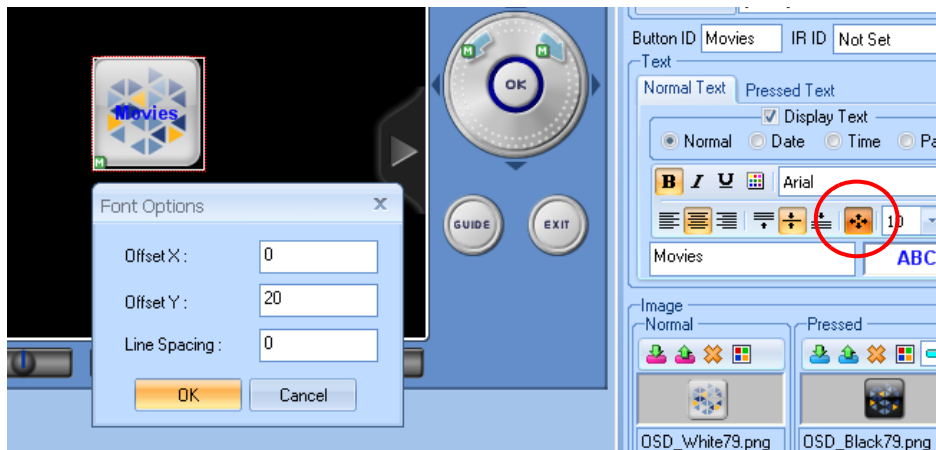 Button ID Movies IR ID Not Set
Text
Normal Text Pressed Text
Display Text
Normal Date Time Pa
B I U Arial
10
Movies ABC
Image
Normal Pressed
OSD_White79.png OSD_Black79.png
Movies
M
M M
OK
GUIDE EXIT
Font Options X
Offset X : 0
Offset Y : 20
Line Spacing : 0
OK Cancel